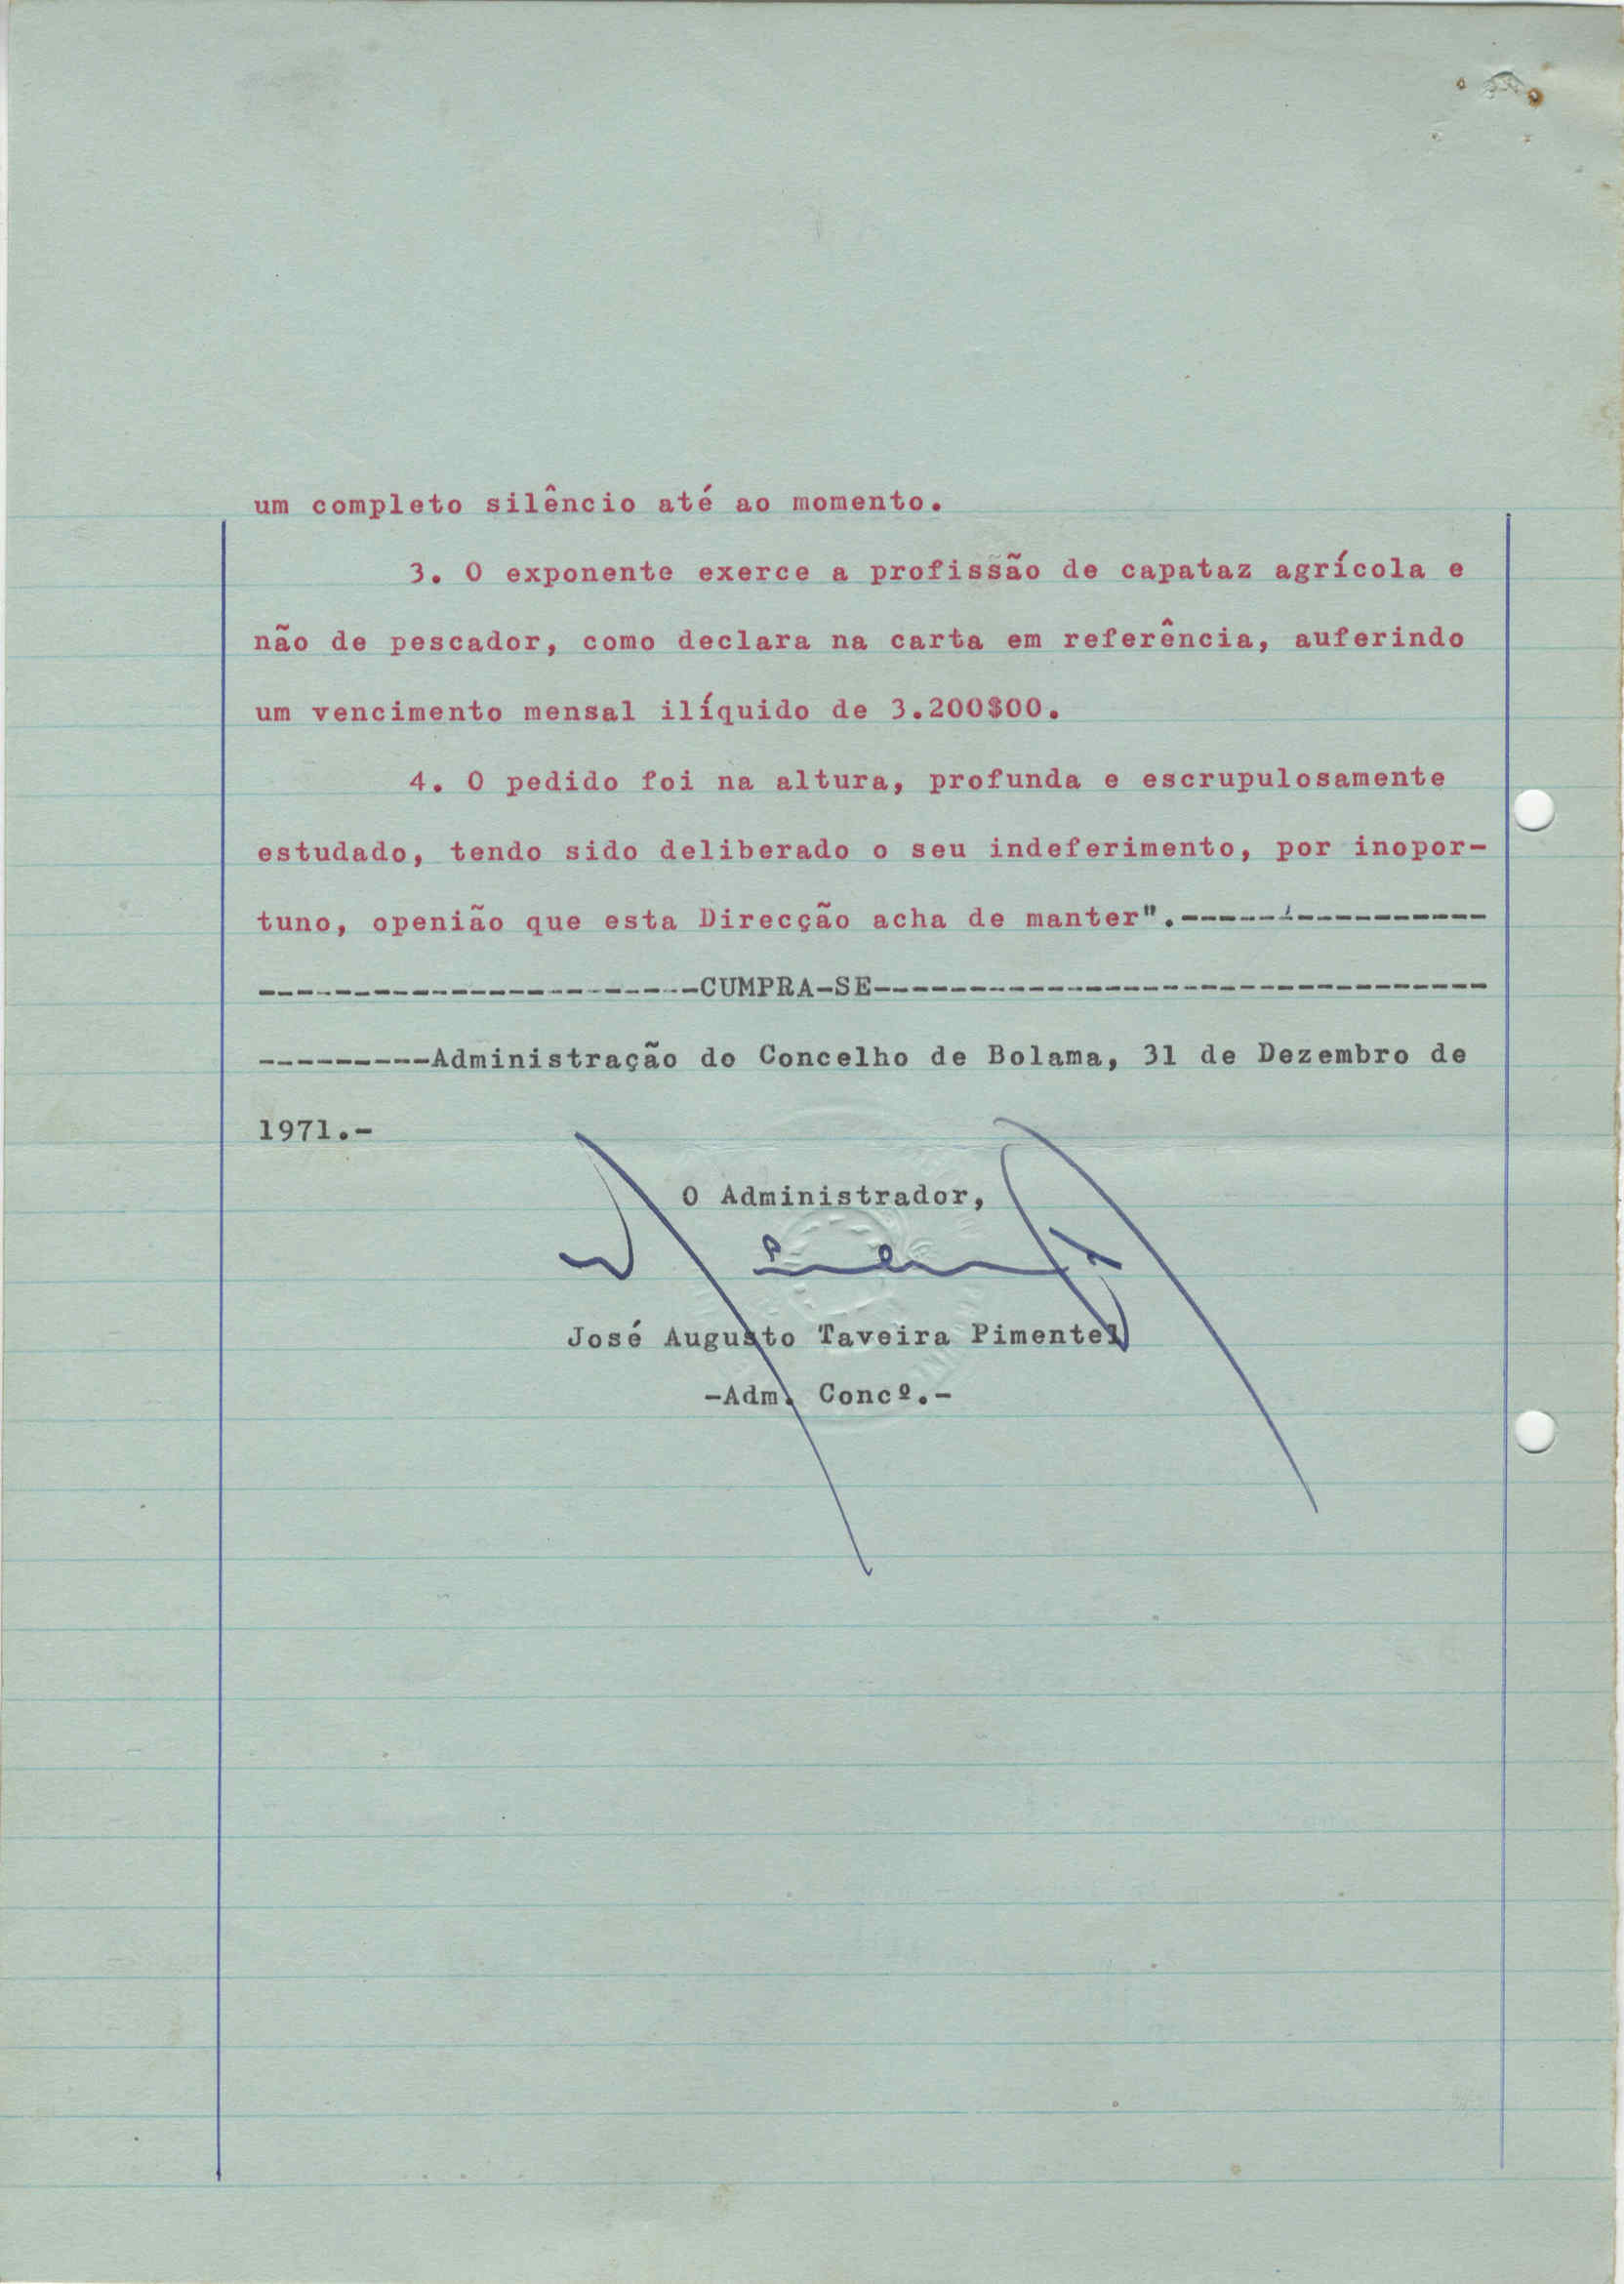 um completo silêncio até ao momento.
3. O exponente exerce a profissão de capataz agrícola e
não de pescador, como declara na carta em referência, auferindo
um vencimento mensal ilíquido de 3.200$00.
4. O pedido foi na altura, profunda e escrupulosamente
estudado, tendo sido deliberado o seu indeferimento, por inopor-
tuno, openião que esta Direcção acha de manter".----------------
-----------------------CUMPRA-SE--------------------------------
---------Administração do Concelho de Bolama, 31 de Dezembro de
1971.-
O Administrador,
José Augusto Taveira Pimentel
-Adm. Concº.-